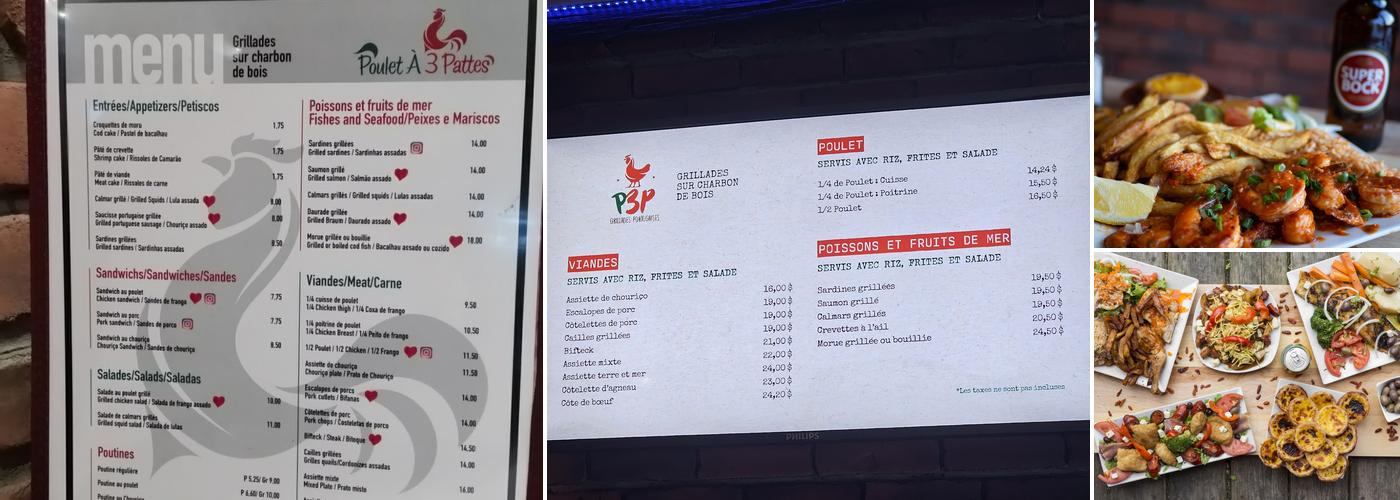 menu
Grillades
sur charbon
de bois
Poulet À 3 Pattes
Entrées/Appetizers/Petiscos
Croquettes de moru
Cod cake / Pastel de bacalhau
1,75
Pâté de crevette
Shrimp cake / Rissoles de Camarão
1,75
Pâté de viande
Meat cake / Rissoles de carne
1,75
Calmar grillé / Grilled Squids / Lula assada
8,00
Saucisse portugaise grillée
Grilled portuguese sausage / Chouriço assado
8,00
Sardines grillées
Grilled sardines / Sardinhas assadas
8,50
Sandwichs/Sandwiches/Sandes
Sandwich au poulet
Chicken sandwich / Sandes de frango
7,75
Sandwich au porc
Pork sandwich / Sandes de porco
7,75
Sandwich au chouriço
Chouriço Sandwich / Sandes de chouriço
8,50
Salades/Salads/Saladas
Salade au poulet grillé
Grilled chicken salad / Salada de frango assado
10,00
Salade de calmars grillés
Grilled squid salad / Salada de lulas
11,00
Poutines
Poutine régulière
P 5,25/ Gr 9,00
Poutine au poulet
P 6,60/ Gr 10,00
Poutine au Chouriço
Poissons et fruits de mer
Fishes and Seafood/Peixes e Mariscos
Sardines grillées
Grilled sardines / Sardinhas assadas
14,00
Saumon grillé
Grilled salmon / Salmão assado
14,00
Calmars grillés / Grilled squids / Lulas assadas
14,00
Daurade grillée
Grilled Braum / Daurado assado
14,00
Morue grillée ou bouillie
Grilled or boiled cod fish / Bacalhau assado ou cozido
18,00
Viandes/Meat/Carne
1/4 cuisse de poulet
1/4 Chicken thigh / 1/4 Coxa de frango
9,50
1/4 poitrine de poulet
1/4 Chicken Breast / 1/4 Peito de frango
10,50
1/2 Poulet / 1/2 Chicken / 1/2 Frango
11,50
Assiette de chouriço
Chouriço plate / Prato de Chouriço
11,50
Escalopes de porcs
Pork cutlets / Bifanas
14,00
Côtelettes de porc
Pork chops / Costeletas de porco
14,00
Bifteck / Steak / Bitoque
14,50
Cailles grillées
Grilles quails/Cordonizes assadas
14,00
Assiette mixte
Mixed Plate / Prato misto
16,00
P3P
GRILLADES PORTUGAISES
GRILLADES
SUR CHARBON
DE BOIS
VIANDES
SERVIS AVEC RIZ, FRITES ET SALADE
Assiette de chouriço
16,00 $
Escalopes de porc
19,00 $
Côtelettes de porc
19,00 $
Cailles grillées
19,00 $
Bifteck
21,00 $
Assiette mixte
22,00 $
Assiette terre et mer
24,00 $
Côtelette d'agneau
23,00 $
Côte de bœuf
24,20 $
POULET
SERVIS AVEC RIZ, FRITES ET SALADE
1/4 de Poulet : Cuisse
14,24 $
1/4 de Poulet : Poitrine
15,50 $
1/2 Poulet
16,50 $
POISSONS ET FRUITS DE MER
SERVIS AVEC RIZ, FRITES ET SALADE
Sardines grillées
19,50 $
Saumon grillé
19,50 $
Calmars grillés
19,50 $
Crevettes à l'ail
20,50 $
Morue grillée ou bouillie
24,50 $
*Les taxes ne sont pas incluses
PHILIPS
SUPER
BOCK